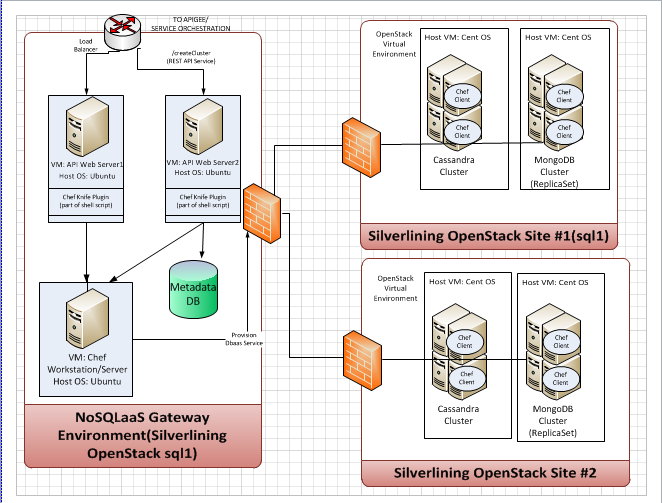 TO APIGEE/
SERVICE ORCHESTRATION
Load
Balancer
/createCluster
(REST API Service)
VM: API Web Server1
Host OS: Ubuntu
Chef Knife Plugin
(part of shell script)
VM: API Web Server2
Host OS: Ubuntu
Chef Knife Plugin
(part of shell script)
Metadata
DB
VM: Chef
Workstation/Server
Host OS: Ubuntu
Provision
Dbaas Service
NoSQLaaS Gateway
Environment(Silverlining
OpenStack sql1)
OpenStack
Virtual
Environment
Host VM: Cent OS
Chef
Client
Chef
Client
Cassandra
Cluster
Host VM: Cent OS
Chef
Client
Chef
Client
MongoDB
Cluster
(ReplicaSet)
Silverlining OpenStack Site #1(sql1)
OpenStack
Virtual
Environment
Host VM: Cent OS
Chef
Client
Chef
Client
Cassandra
Cluster
Host VM: Cent OS
Chef
Client
Chef
Client
MongoDB
Cluster
(ReplicaSet)
Silverlining OpenStack Site #2